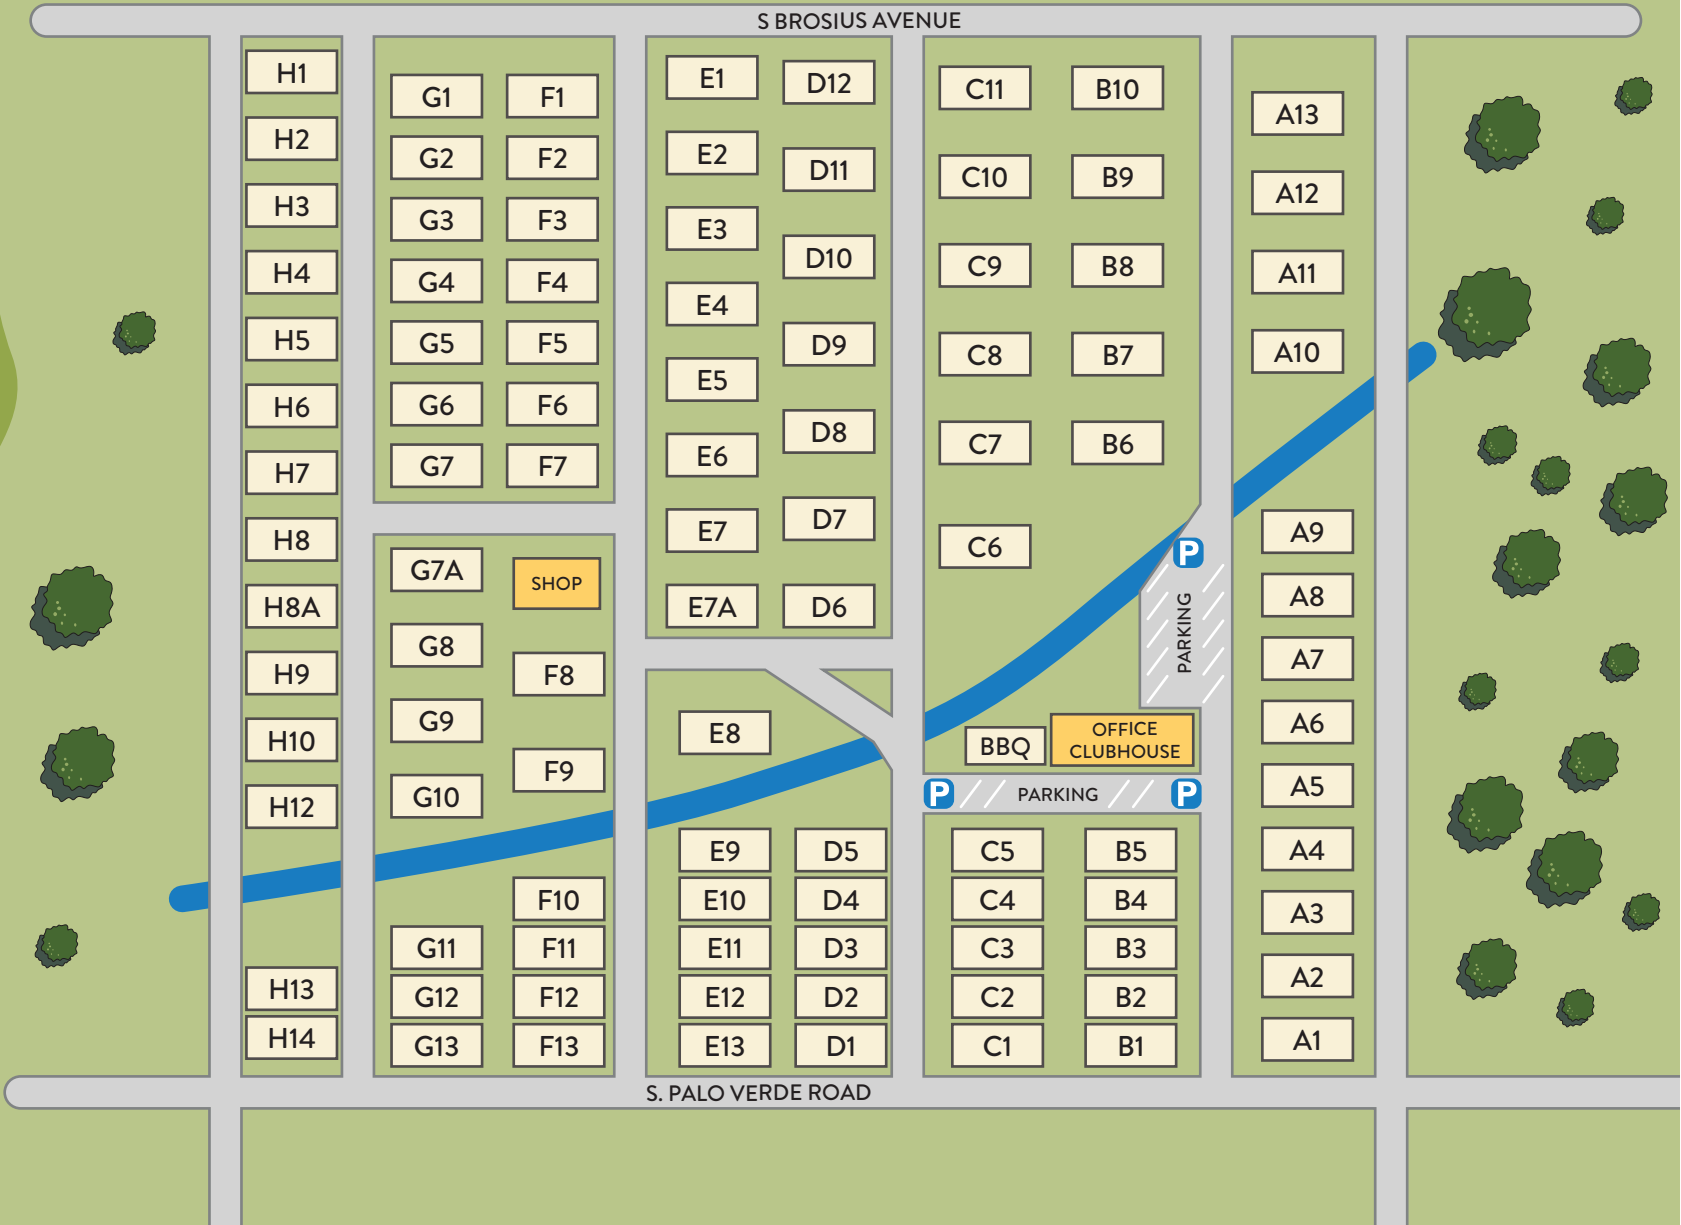 S BROSIUS AVENUE
H1
H2
H3
H4
H5
H6
H7
H8
H8A
H9
H10
H12
H13
H14
G1
G2
G3
G4
G5
G6
G7
G7A
G8
G9
G10
G11
G12
G13
F1
F2
F3
F4
F5
F6
F7
SHOP
F8
F9
F10
F11
F12
F13
E1
E2
E3
E4
E5
E6
E7
E7A
E8
E9
E10
E11
E12
E13
D12
D11
D10
D9
D8
D7
D6
D5
D4
D3
D2
D1
C11
C10
C9
C8
C7
C6
BBQ
P
PARKING
P
C5
C4
C3
C2
C1
B10
B9
B8
B7
B6
P
PARKING
OFFICE
CLUBHOUSE
B5
B4
B3
B2
B1
A13
A12
A11
A10
A9
A8
A7
A6
A5
A4
A3
A2
A1
S. PALO VERDE ROAD